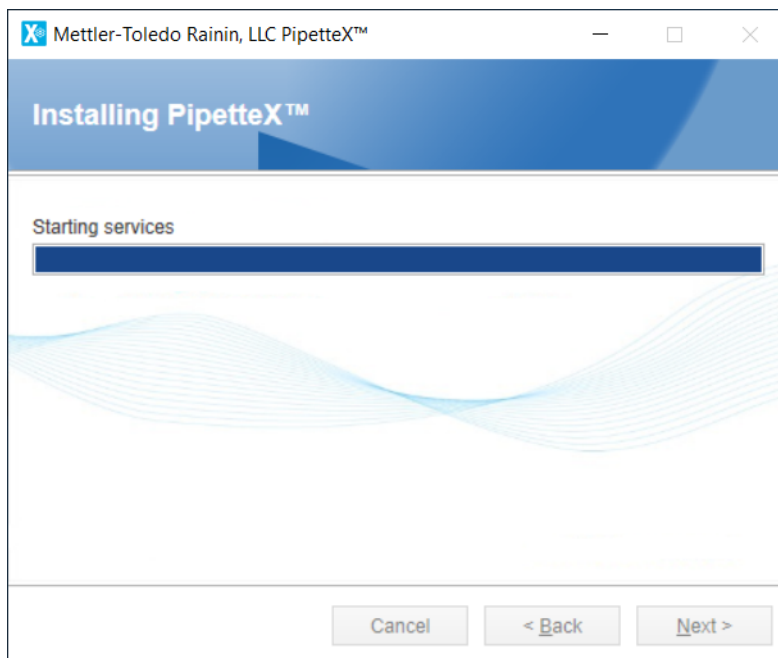 X
Mettler-Toledo Rainin, LLC PipetteX™
Installing PipetteX™
Starting services
Cancel
< Back
Next >